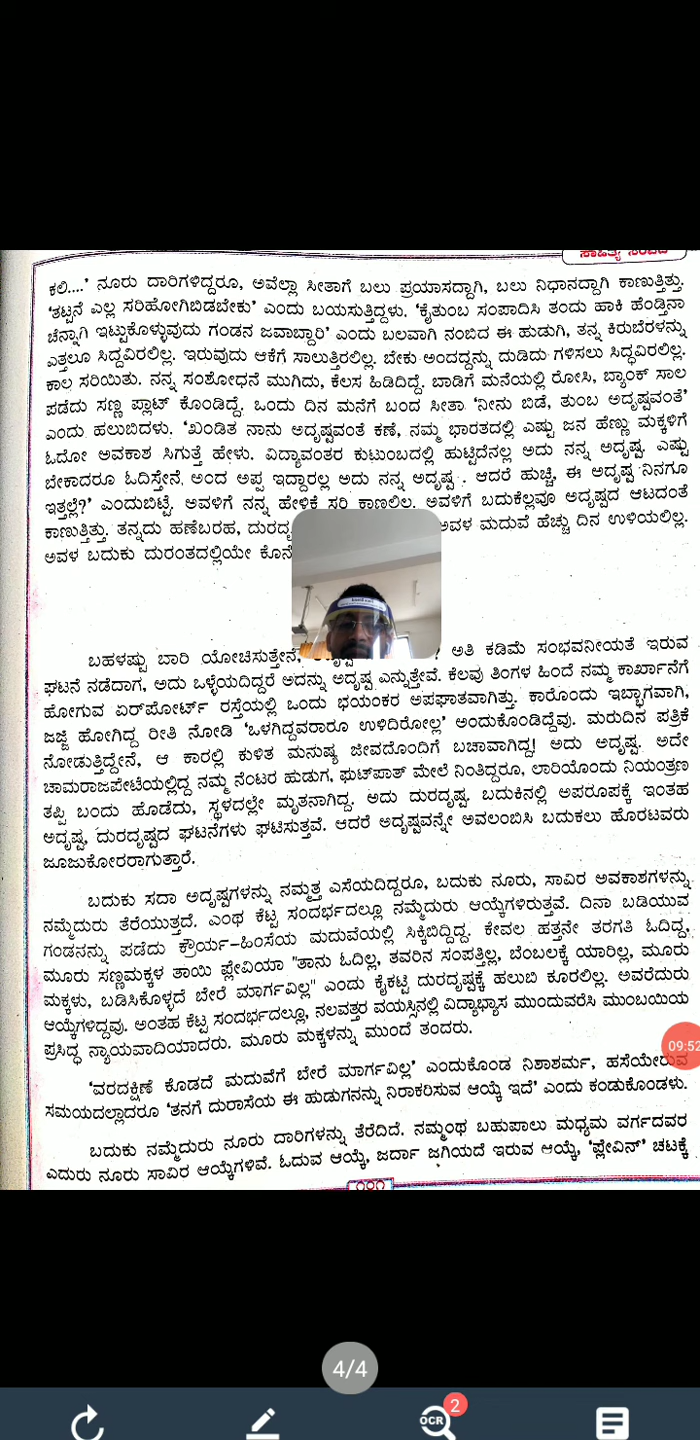 ಸಾಹಿತ್ಯ ಸಂಪದ
ಕಲಿ....' ನೂರು ದಾರಿಗಳಿದ್ದರೂ, ಅವೆಲ್ಲಾ ಸೀತಾಗೆ ಬಲು ಪ್ರಯಾಸದ್ದಾಗಿ, ಬಲು ನಿಧಾನದ್ದಾಗಿ ಕಾಣುತ್ತಿತ್ತು.
'ತಟ್ಟನೆ ಎಲ್ಲ ಸರಿಹೋಗಿಬಿಡಬೇಕು' ಎಂದು ಬಯಸುತ್ತಿದ್ದಳು. 'ಕೈತುಂಬ ಸಂಪಾದಿಸಿ ತಂದು ಹಾಕಿ ಹೆಂಡ್ತಿನಾ
ಚೆನ್ನಾಗಿ ಇಟ್ಟುಕೊಳ್ಳುವುದು ಗಂಡನ ಜವಾಬ್ದಾರಿ' ಎಂದು ಬಲವಾಗಿ ನಂಬಿದ ಈ ಹುಡುಗಿ, ತನ್ನ ಕಿರುಬೆರಳನ್ನು
ಎತ್ತಲೂ ಸಿದ್ದವಿರಲಿಲ್ಲ. ಇರುವುದು ಆಕೆಗೆ ಸಾಲುತ್ತಿರಲಿಲ್ಲ. ಬೇಕು ಅಂದದ್ದನ್ನು ದುಡಿದು ಗಳಿಸಲು ಸಿದ್ಧವಿರಲಿಲ್ಲ.
ಕಾಲ ಸರಿಯಿತು. ನನ್ನ ಸಂಶೋಧನೆ ಮುಗಿದು, ಕೆಲಸ ಹಿಡಿದಿದ್ದೆ. ಬಾಡಿಗೆ ಮನೆಯಲ್ಲಿ ರೋಸಿ, ಬ್ಯಾಂಕ್ ಸಾಲ
ಪಡೆದು ಸಣ್ಣ ಪ್ಲಾಟ್ ಕೊಂಡಿದ್ದೆ. ಒಂದು ದಿನ ಮನೆಗೆ ಬಂದ ಸೀತಾ 'ನೀನು ಬಿಡೆ, ತುಂಬ ಅದೃಷ್ಟವಂತೆ'
ಎಂದು ಹಲುಬಿದಳು. 'ಖಂಡಿತ ನಾನು ಅದೃಷ್ಟವಂತೆ ಕಣೆ, ನಮ್ಮ ಭಾರತದಲ್ಲಿ ಎಷ್ಟು ಜನ ಹೆಣ್ಣು ಮಕ್ಕಳಿಗೆ
ಓದೋ ಅವಕಾಶ ಸಿಗುತ್ತೆ ಹೇಳು. ವಿದ್ಯಾವಂತರ ಕುಟುಂಬದಲ್ಲಿ ಹುಟ್ಟಿದೆನಲ್ಲ ಅದು ನನ್ನ ಅದೃಷ್ಟ. ಎಷ್ಟು
ಬೇಕಾದರೂ ಓದಿಸ್ತೇನೆ, ಅಂದ ಅಪ್ಪ ಇದ್ದಾರಲ್ಲ ಅದು ನನ್ನ ಅದೃಷ್ಟ. ಆದರೆ ಹುಚ್ಚಿ, ಈ ಅದೃಷ್ಟ ನಿನಗೂ
ಇತ್ತಲ್ಲೆ?' ಎಂದುಬಿಟ್ಟೆ. ಅವಳಿಗೆ ನನ್ನ ಹೇಳಿಕೆ ಸರಿ ಕಾಣಲಿಲ್ಲ. ಅವಳಿಗೆ ಬದುಕೆಲ್ಲವೂ ಅದೃಷ್ಟದ ಆಟದಂತೆ
ಕಾಣುತ್ತಿತ್ತು. ತನ್ನದು ಹಣೆಬರಹ, ಅವಳ ಮದುವೆ ಹೆಚ್ಚು ದಿನ ಉಳಿಯಲಿಲ್ಲ.
ಅವಳ ಬದುಕು ದುರಂತದಲ್ಲಿಯೇ
ಬಹಳಷ್ಟು ಬಾರಿ ಯೋಚಿಸುತ್ತೇನೆ, ಅತಿ ಕಡಿಮೆ ಸಂಭವನೀಯತೆ ಇರುವ
ಘಟನೆ ನಡೆದಾಗ, ಅದು ಒಳ್ಳೆಯದಿದ್ದರೆ ಅದನ್ನು ಅದೃಷ್ಟ ಎನ್ನುತ್ತೇವೆ. ಕೆಲವು ತಿಂಗಳ ಹಿಂದೆ ನಮ್ಮ ಕಾರ್ಖಾನೆಗೆ
ಹೋಗುವ ಏರ್‌ಪೋರ್ಟ್ ರಸ್ತೆಯಲ್ಲಿ ಒಂದು ಭಯಂಕರ ಅಪಘಾತವಾಗಿತ್ತು. ಕಾರೊಂದು ಇಬ್ಭಾಗವಾಗಿ,
ಜಜ್ಜಿ ಹೋಗಿದ್ದ ರೀತಿ ನೋಡಿ 'ಒಳಗಿದ್ದವರಾರೂ ಉಳಿದಿರೋಲ್ಲ' ಅಂದುಕೊಂಡಿದ್ದೆವು. ಮರುದಿನ ಪತ್ರಿಕೆ
ನೋಡುತ್ತಿದ್ದೇನೆ, ಆ ಕಾರಲ್ಲಿ ಕುಳಿತ ಮನುಷ್ಯ ಜೀವದೊಂದಿಗೆ ಬಚಾವಾಗಿದ್ದ! ಅದು ಅದೃಷ್ಟ. ಅದೇ
ಚಾಮರಾಜಪೇಟೆಯಲ್ಲಿದ್ದ ನಮ್ಮ ನೆಂಟರ ಹುಡುಗ, ಫುಟ್‌ಪಾತ್ ಮೇಲೆ ನಿಂತಿದ್ದರೂ, ಲಾರಿಯೊಂದು ನಿಯಂತ್ರಣ
ತಪ್ಪಿ ಬಂದು ಹೊಡೆದು, ಸ್ಥಳದಲ್ಲೇ ಮೃತನಾಗಿದ್ದ. ಅದು ದುರದೃಷ್ಟ. ಬದುಕಿನಲ್ಲಿ ಅಪರೂಪಕ್ಕೆ ಇಂತಹ
ಅದೃಷ್ಟ, ದುರದೃಷ್ಟದ ಘಟನೆಗಳು ಘಟಿಸುತ್ತವೆ. ಆದರೆ ಅದೃಷ್ಟವನ್ನೇ ಅವಲಂಬಿಸಿ ಬದುಕಲು ಹೊರಟವರು
ಜೂಜುಕೋರರಾಗುತ್ತಾರೆ.
ಬದುಕು ಸದಾ ಅದೃಷ್ಟಗಳನ್ನು ನಮ್ಮತ್ತ ಎಸೆಯದಿದ್ದರೂ, ಬದುಕು ನೂರು, ಸಾವಿರ ಅವಕಾಶಗಳನ್ನು
ನಮ್ಮೆದುರು ತೆರೆಯುತ್ತದೆ. ಎಂಥ ಕೆಟ್ಟ ಸಂದರ್ಭದಲ್ಲೂ ನಮ್ಮೆದುರು ಆಯ್ಕೆಗಳಿರುತ್ತವೆ. ದಿನಾ ಬಡಿಯುವ
ಗಂಡನನ್ನು ಪಡೆದು ಕ್ರೌರ್ಯ-ಹಿಂಸೆಯ ಮದುವೆಯಲ್ಲಿ ಸಿಕ್ಕಿಬಿದ್ದಿದ್ದ, ಕೇವಲ ಹತ್ತನೇ ತರಗತಿ ಓದಿದ್ದ,
ಮೂರು ಸಣ್ಣಮಕ್ಕಳ ತಾಯಿ ಫ್ಲೇವಿಯಾ "ತಾನು ಓದಿಲ್ಲ, ತವರಿನ ಸಂಪತ್ತಿಲ್ಲ, ಬೆಂಬಲಕ್ಕೆ ಯಾರಿಲ್ಲ, ಮೂರು
ಮಕ್ಕಳು, ಬಡಿಸಿಕೊಳ್ಳದೆ ಬೇರೆ ಮಾರ್ಗವಿಲ್ಲ" ಎಂದು ಕೈಕಟ್ಟಿ ದುರದೃಷ್ಟಕ್ಕೆ ಹಲುಬಿ ಕೂರಲಿಲ್ಲ. ಅವರೆದುರು
ಆಯ್ಕೆಗಳಿದ್ದವು. ಅಂತಹ ಕೆಟ್ಟ ಸಂದರ್ಭದಲ್ಲೂ, ನಲವತ್ತರ ವಯಸ್ಸಿನಲ್ಲಿ ವಿದ್ಯಾಭ್ಯಾಸ ಮುಂದುವರೆಸಿ ಮುಂಬಯಿಯ
ಪ್ರಸಿದ್ಧ ನ್ಯಾಯವಾದಿಯಾದರು. ಮೂರು ಮಕ್ಕಳನ್ನು ಮುಂದೆ ತಂದರು.
09:52
'ವರದಕ್ಷಿಣೆ ಕೊಡದೆ ಮದುವೆಗೆ ಬೇರೆ ಮಾರ್ಗವಿಲ್ಲ' ಎಂದುಕೊಂಡ ನಿಶಾಶರ್ಮ, ಹಸೆಯೇರುವ
ಸಮಯದಲ್ಲಾದರೂ 'ತನಗೆ ದುರಾಸೆಯ ಈ ಹುಡುಗನನ್ನು ನಿರಾಕರಿಸುವ ಆಯ್ಕೆ ಇದೆ' ಎಂದು ಕಂಡುಕೊಂಡಳು.
ಬದುಕು ನಮ್ಮೆದುರು ನೂರು ದಾರಿಗಳನ್ನು ತೆರೆದಿದೆ. ನಮ್ಮಂಥ ಬಹುಪಾಲು ಮಧ್ಯಮ ವರ್ಗದವರ
ಎದುರು ನೂರು ಸಾವಿರ ಆಯ್ಕೆಗಳಿವೆ. ಓದುವ ಆಯ್ಕೆ, ಜರ್ದಾ ಜಗಿಯದೆ ಇರುವ ಆಯ್ಕೆ, 'ಫ್ಲೇವಿನ್' ಚಟಕ್ಕೆ
೧೦೧
4/4
OCR
2